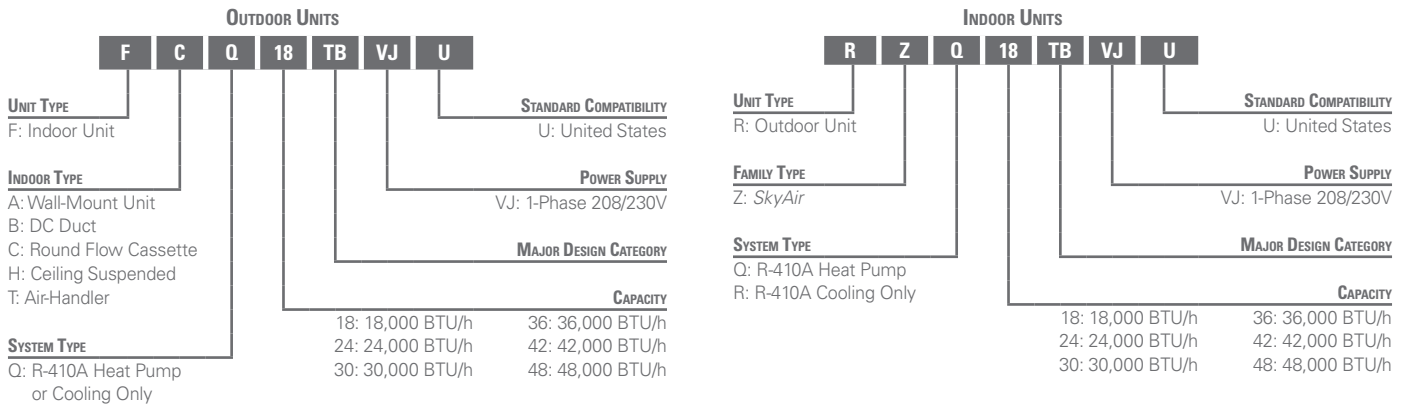 OUTDOOR UNITS
F C Q 18 TB VJ U
UNIT TYPE
F: Indoor Unit
INDOOR TYPE
A: Wall-Mount Unit
B: DC Duct
C: Round Flow Cassette
H: Ceiling Suspended
T: Air-Handler
SYSTEM TYPE
Q: R-410A Heat Pump
or Cooling Only
STANDARD COMPATIBILITY
U: United States
POWER SUPPLY
VJ: 1-Phase 208/230V
MAJOR DESIGN CATEGORY
CAPACITY
18: 18,000 BTU/h 36: 36,000 BTU/h
24: 24,000 BTU/h 42: 42,000 BTU/h
30: 30,000 BTU/h 48: 48,000 BTU/h
INDOOR UNITS
R Z Q 18 TB VJ U
UNIT TYPE
R: Outdoor Unit
FAMILY TYPE
Z: SkyAir
SYSTEM TYPE
Q: R-410A Heat Pump
R: R-410A Cooling Only
STANDARD COMPATIBILITY
U: United States
POWER SUPPLY
VJ: 1-Phase 208/230V
MAJOR DESIGN CATEGORY
CAPACITY
18: 18,000 BTU/h 36: 36,000 BTU/h
24: 24,000 BTU/h 42: 42,000 BTU/h
30: 30,000 BTU/h 48: 48,000 BTU/h